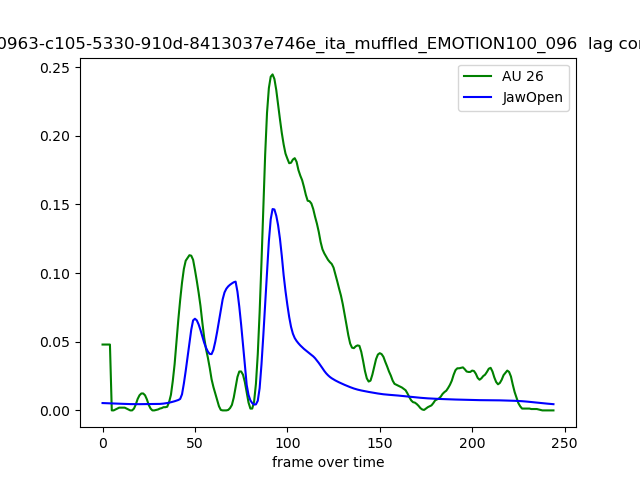 0963-c105-5330-910d-8413037e746e_ita_muffled_EMOTION100_096 lag
AU 26
JawOpen
0.25
0.20
0.15
0.10
0.05
0.00
0 50 100 150 200 250
frame over time